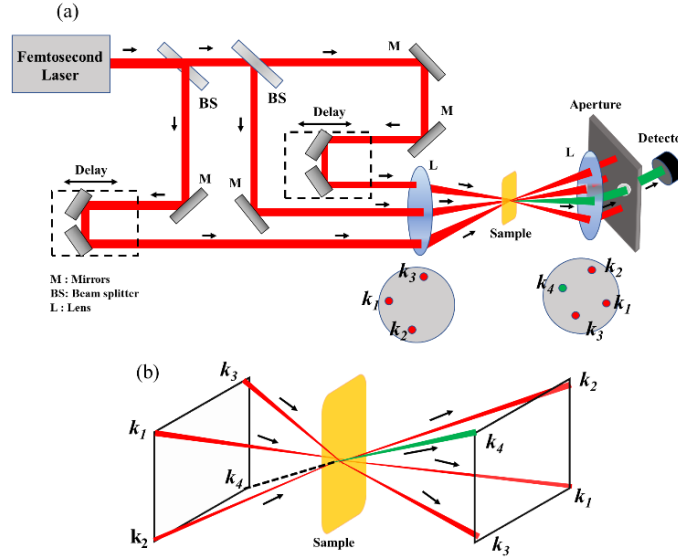 (a)
Femtosecond
Laser
BS
BS
M
M
Delay
Delay
M
M
L
Sample
Aperture
L
M : Mirrors
BS: Beam splitter
L : Lens
k3
k1
k2
k2
k4
k1
k3
(b)
k3
k1
k4
k2
Sample
k2
k4
k1
k3